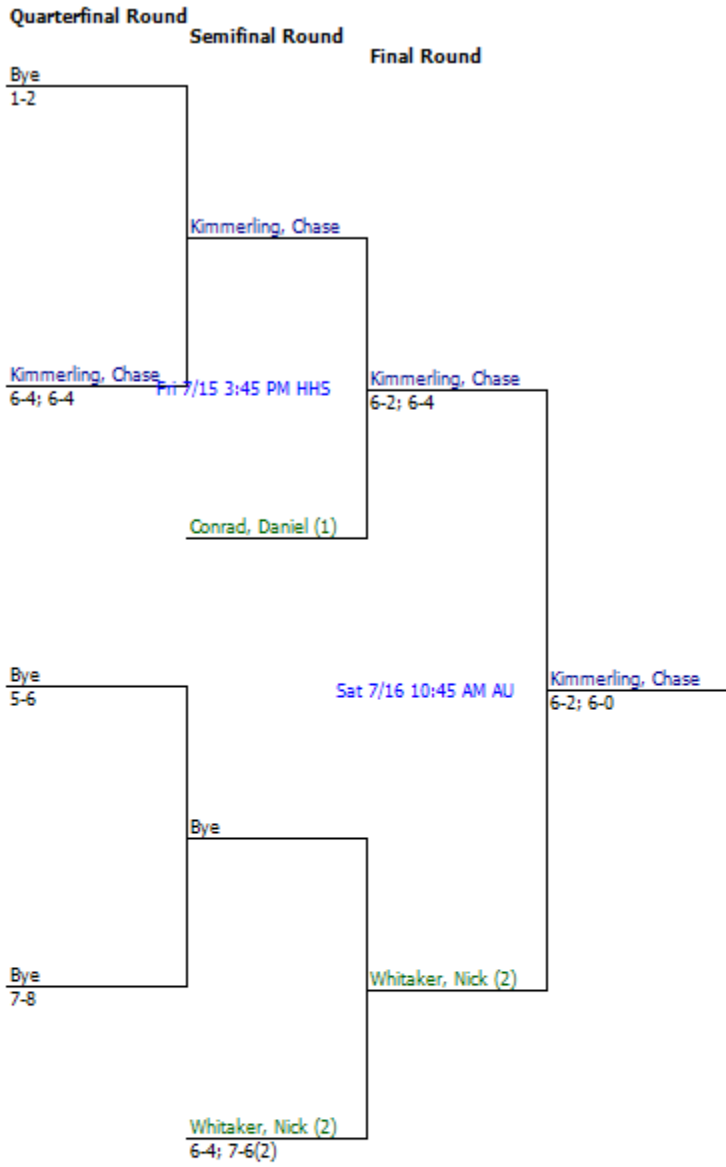 Quarterfinal Round
Semifinal Round
Final Round
Bye
1-2
Kimmerling, Chase
Kimmerling, Chase
6-4; 6-4
Fri 7/15 3:45 PM HHS
Kimmerling, Chase
6-2; 6-4
Conrad, Daniel (1)
Bye
5-6
Sat 7/16 10:45 AM AU
Kimmerling, Chase
6-2; 6-0
Bye
Bye
7-8
Whitaker, Nick (2)
Whitaker, Nick (2)
6-4; 7-6(2)